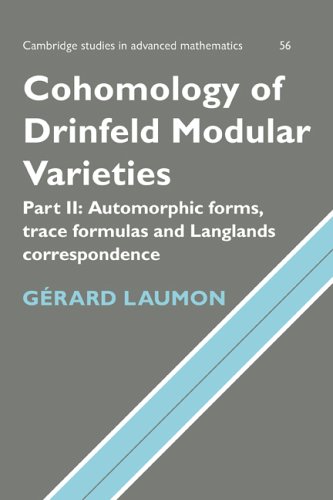 Cambridge studies in advanced mathematics 56
Cohomology of
Drinfeld Modular
Varieties
Part II: Automorphic forms,
trace formulas and Langlands
correspondence
GÉRARD LAUMON